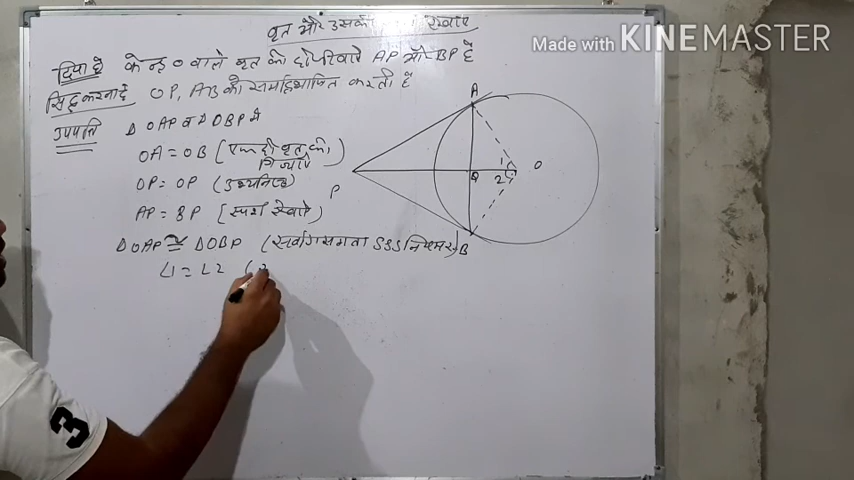 वृत और उसकी रेखाए
Made with KINEMASTER
दिया है केन्द्र O वाले वृत की दो स्पर्श रेखाएं AP और BP हैं
सिद्ध करना है OP, AB को समद्विभाजित करती है
उपपत्ति Δ OAP व Δ OBP में
OA = OB (एक ही वृत की त्रिज्याएं)
OP = OP (उभयनिष्ठ)
AP = BP (स्पर्श रेखाएं)
Δ OAP ≅ Δ OBP (सर्वांगसमता SSS नियम से)
∠1 = ∠2 (
A
P
Q
1
2
O
B
3